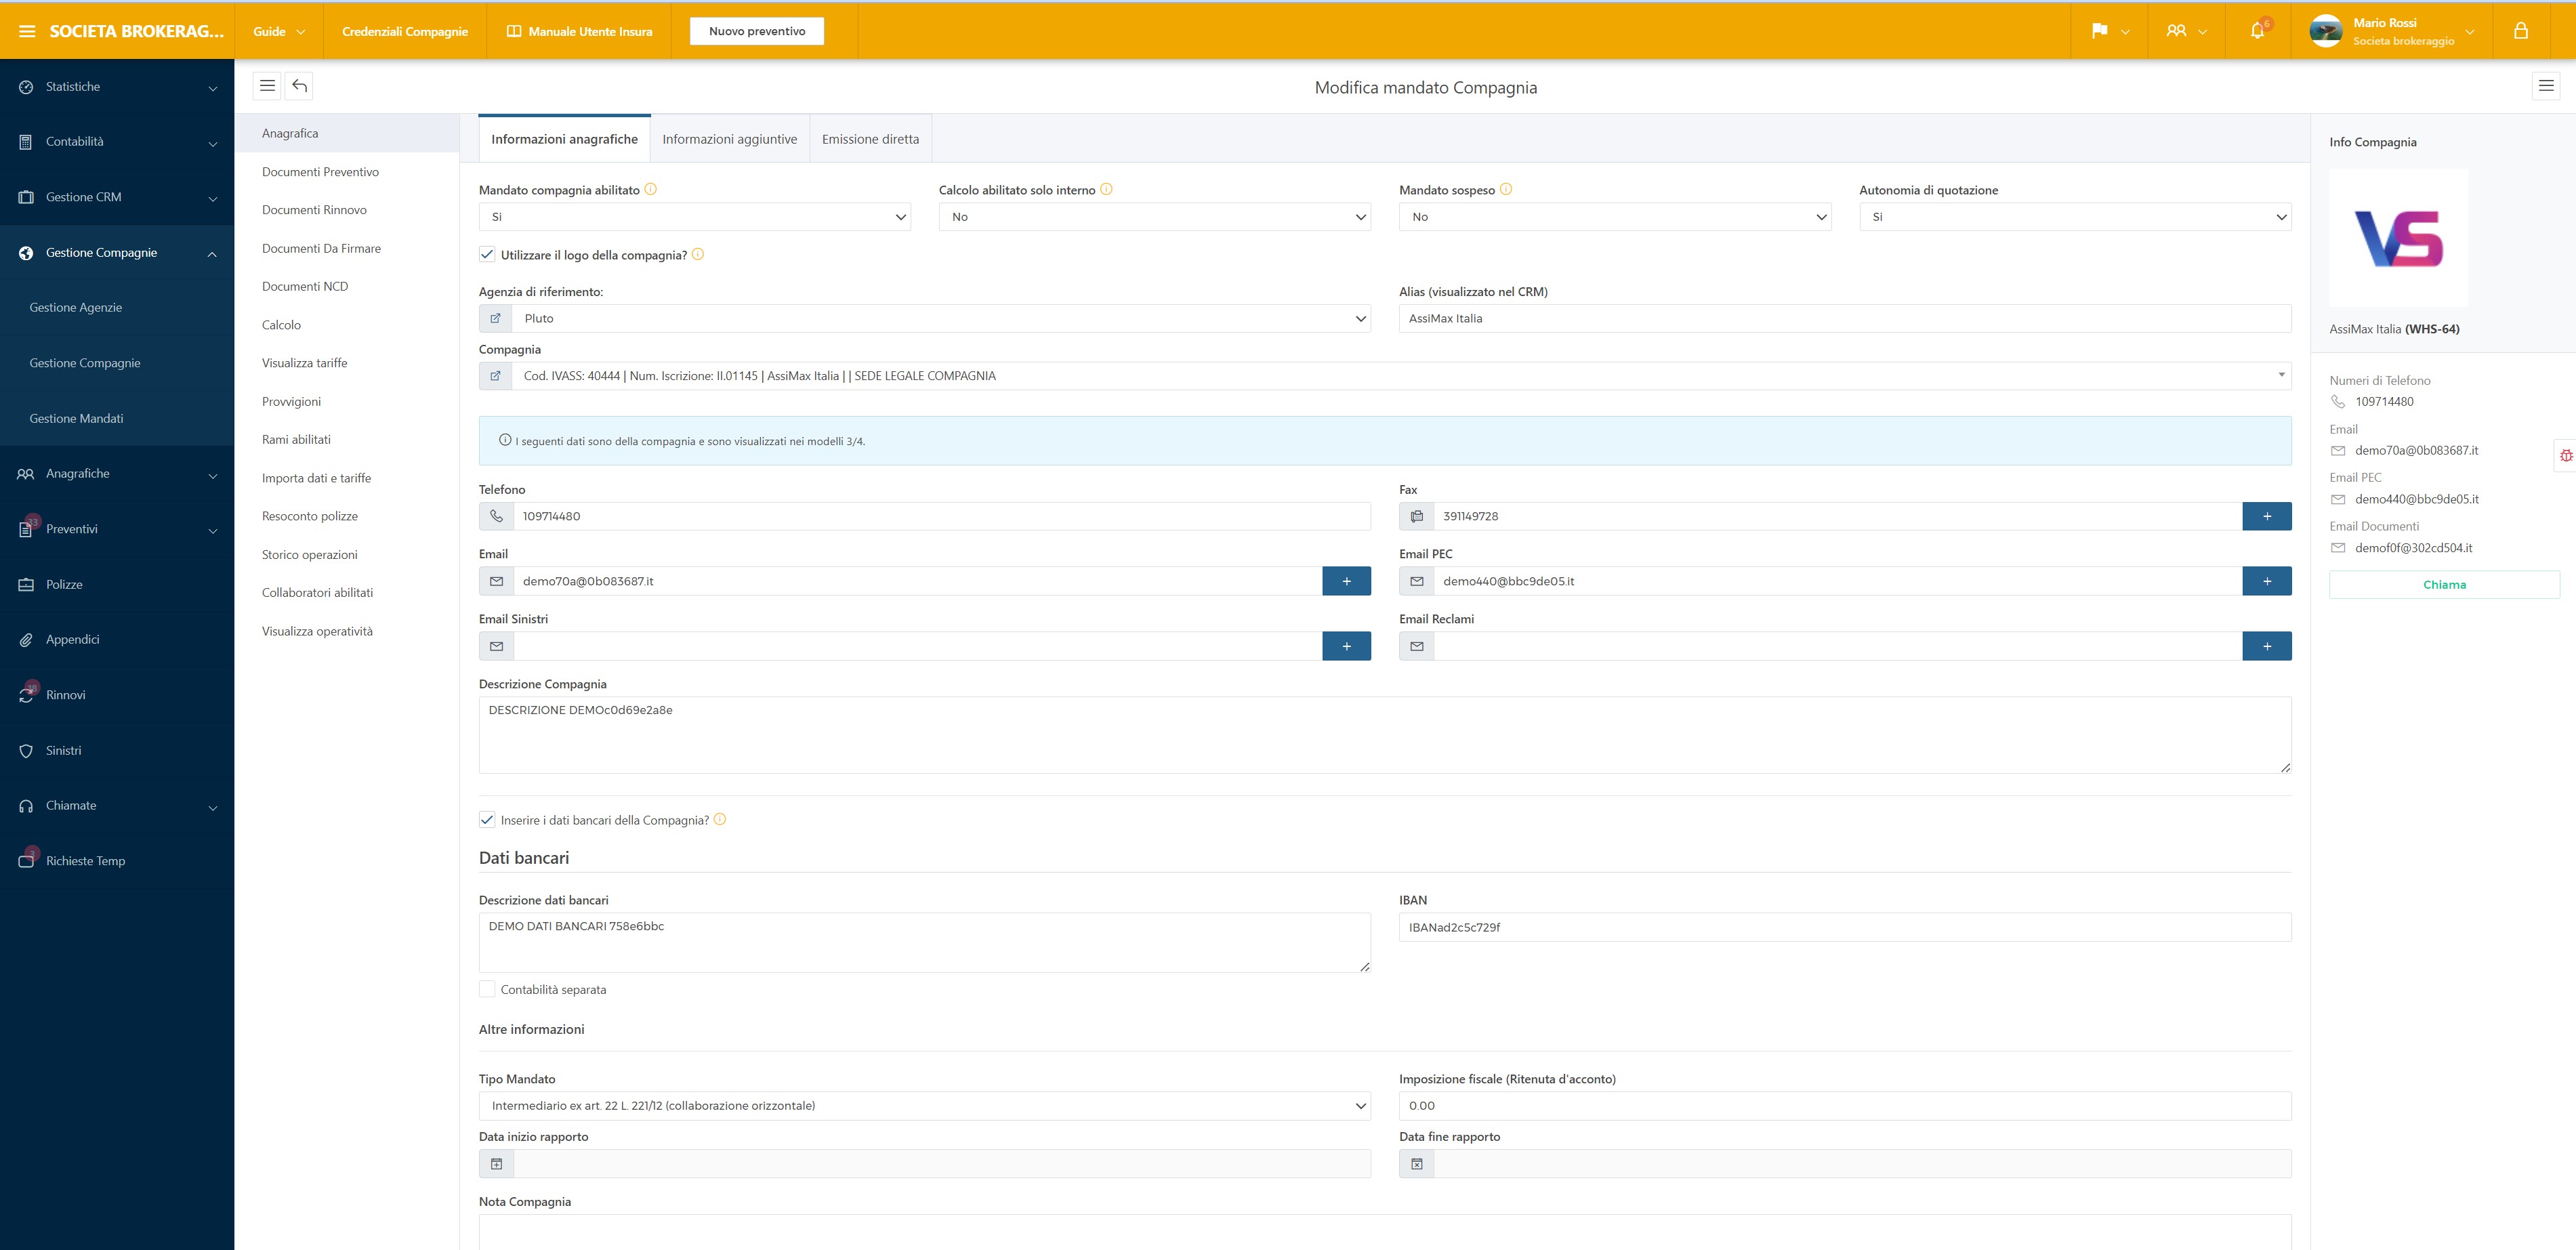 SOCIETA BROKERAG...
Guide
Credenziali Compagnie
Manuale Utente Insura
Nuovo preventivo
6
Mario Rossi
Societa brokeraggio
Statistiche
Contabilità
Gestione CRM
Gestione Compagnie
Gestione Agenzie
Gestione Compagnie
Gestione Mandati
Anagrafiche
33
Preventivi
Polizze
Appendici
18
Rinnovi
Sinistri
Chiamate
3
Richieste Temp
Modifica mandato Compagnia
Anagrafica
Documenti Preventivo
Documenti Rinnovo
Documenti Da Firmare
Documenti NCD
Calcolo
Visualizza tariffe
Provvigioni
Rami abilitati
Importa dati e tariffe
Resoconto polizze
Storico operazioni
Collaboratori abilitati
Visualizza operatività
Informazioni anagrafiche
Informazioni aggiuntive
Emissione diretta
Mandato compagnia abilitato
Si
Calcolo abilitato solo interno
No
Mandato sospeso
No
Autonomia di quotazione
Si
Utilizzare il logo della compagnia?
Agenzia di riferimento:
Pluto
Alias (visualizzato nel CRM)
AssiMax Italia
Compagnia
Cod. IVASS: 40444 | Num. Iscrizione: II.01145 | AssiMax Italia | | SEDE LEGALE COMPAGNIA
I seguenti dati sono della compagnia e sono visualizzati nei modelli 3/4.
Telefono
109714480
Fax
391149728
+
Email
demo70a@0b083687.it
+
Email PEC
demo440@bbc9de05.it
+
Email Sinistri
+
Email Reclami
+
Descrizione Compagnia
DESCRIZIONE DEMOc0d69e2a8e
Inserire i dati bancari della Compagnia?
Dati bancari
Descrizione dati bancari
DEMO DATI BANCARI 758e6bbc
IBAN
IBANad2c5c729f
Contabilità separata
Altre informazioni
Tipo Mandato
Intermediario ex art. 22 L. 221/12 (collaborazione orizzontale)
Imposizione fiscale (Ritenuta d'acconto)
0.00
Data inizio rapporto
Data fine rapporto
Nota Compagnia
Info Compagnia
VS
AssiMax Italia (WHS-64)
Numeri di Telefono
109714480
Email
demo70a@0b083687.it
Email PEC
demo440@bbc9de05.it
Email Documenti
demof0f@302cd504.it
Chiama